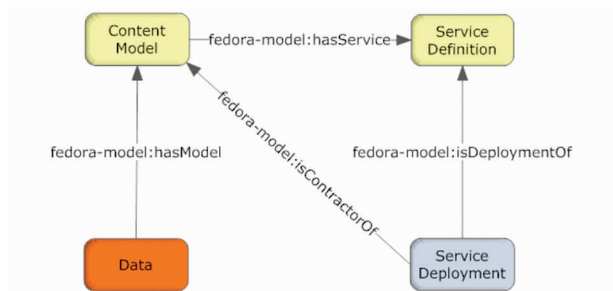 Content
Model
fedora-model:hasService
Service
Definition
fedora-model:hasModel
fedora-model:isContractorOf
fedora-model:isDeploymentOf
Data
Service
Deployment